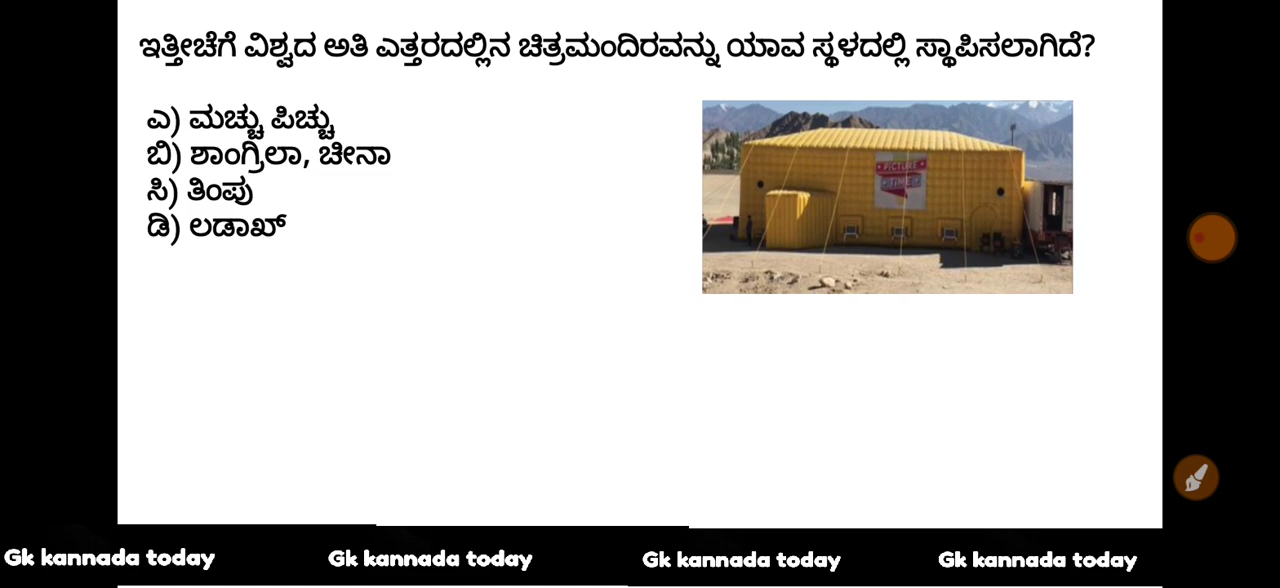 ಇತ್ತೀಚೆಗೆ ವಿಶ್ವದ ಅತಿ ಎತ್ತರದಲ್ಲಿನ ಚಿತ್ರಮಂದಿರವನ್ನು ಯಾವ ಸ್ಥಳದಲ್ಲಿ ಸ್ಥಾಪಿಸಲಾಗಿದೆ?
ಎ) ಮಚ್ಚು ಪಿಚ್ಚು
ಬಿ) ಶಾಂಗ್ರಿಲಾ, ಚೀನಾ
ಸಿ) ತಿಂಪು
ಡಿ) ಲಡಾಖ್
PICTURE
TIME
Gk kannada today Gk kannada today Gk kannada today Gk kannada today